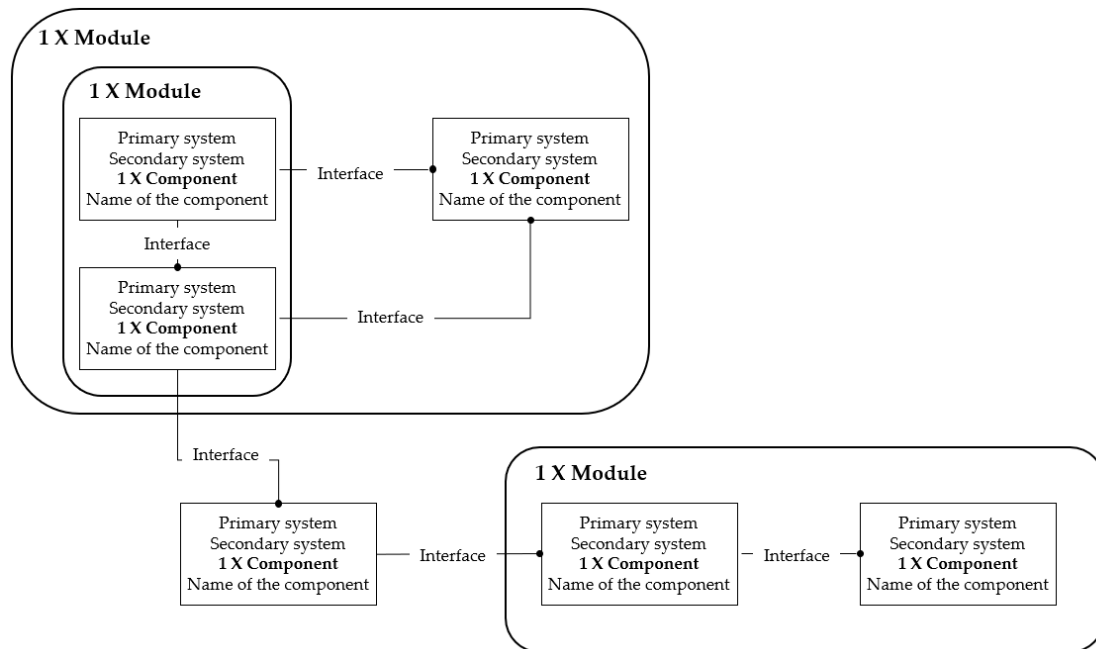 1 X Module
1 X Module
Primary system
Secondary system
1 X Component
Name of the component
Interface
Primary system
Secondary system
1 X Component
Name of the component
Interface
Primary system
Secondary system
1 X Component
Name of the component
Interface
Interface
1 X Module
Primary system
Secondary system
1 X Component
Name of the component
Interface
Primary system
Secondary system
1 X Component
Name of the component
Interface
Primary system
Secondary system
1 X Component
Name of the component